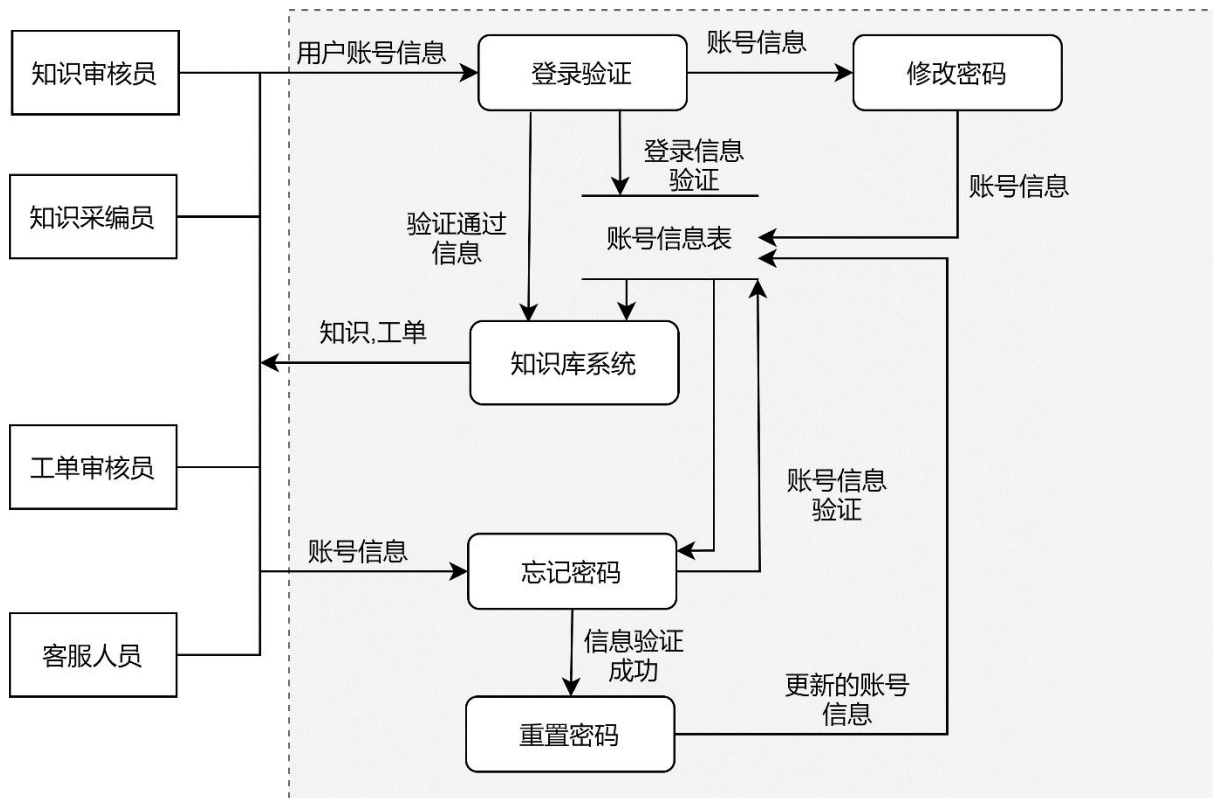 知识审核员
用户账号信息
登录验证
账号信息
修改密码
登录信息
验证
账号信息
知识采编员
验证通过
信息
账号信息表
知识,工单
知识库系统
工单审核员
账号信息
验证
账号信息
忘记密码
客服人员
信息验证
成功
更新的账号
信息
重置密码